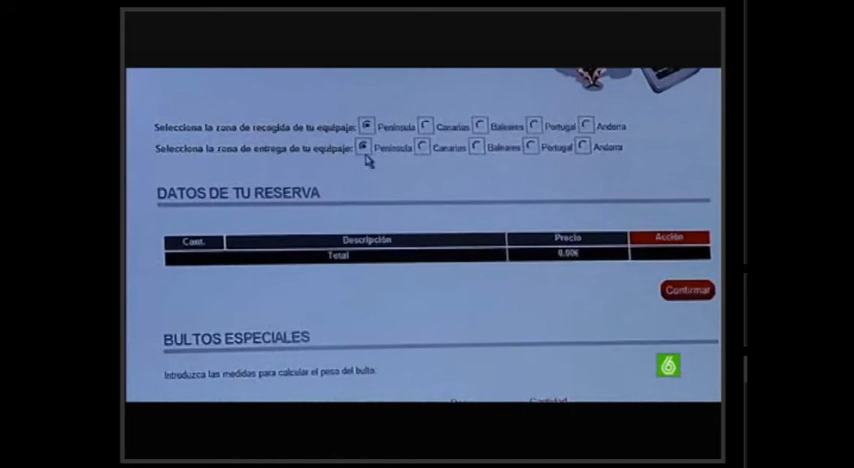 Selecciona la zona de recogida de tu equipaje: Península Canarias Baleares Portugal Andorra
Selecciona la zona de entrega de tu equipaje: Península Canarias Baleares Portugal Andorra
DATOS DE TU RESERVA
Cant. Descripción Precio Acción
Total 0.00€
Confirmar
BULTOS ESPECIALES
Introduzca las medidas para calcular el peso del bulto.
6
Cantidad